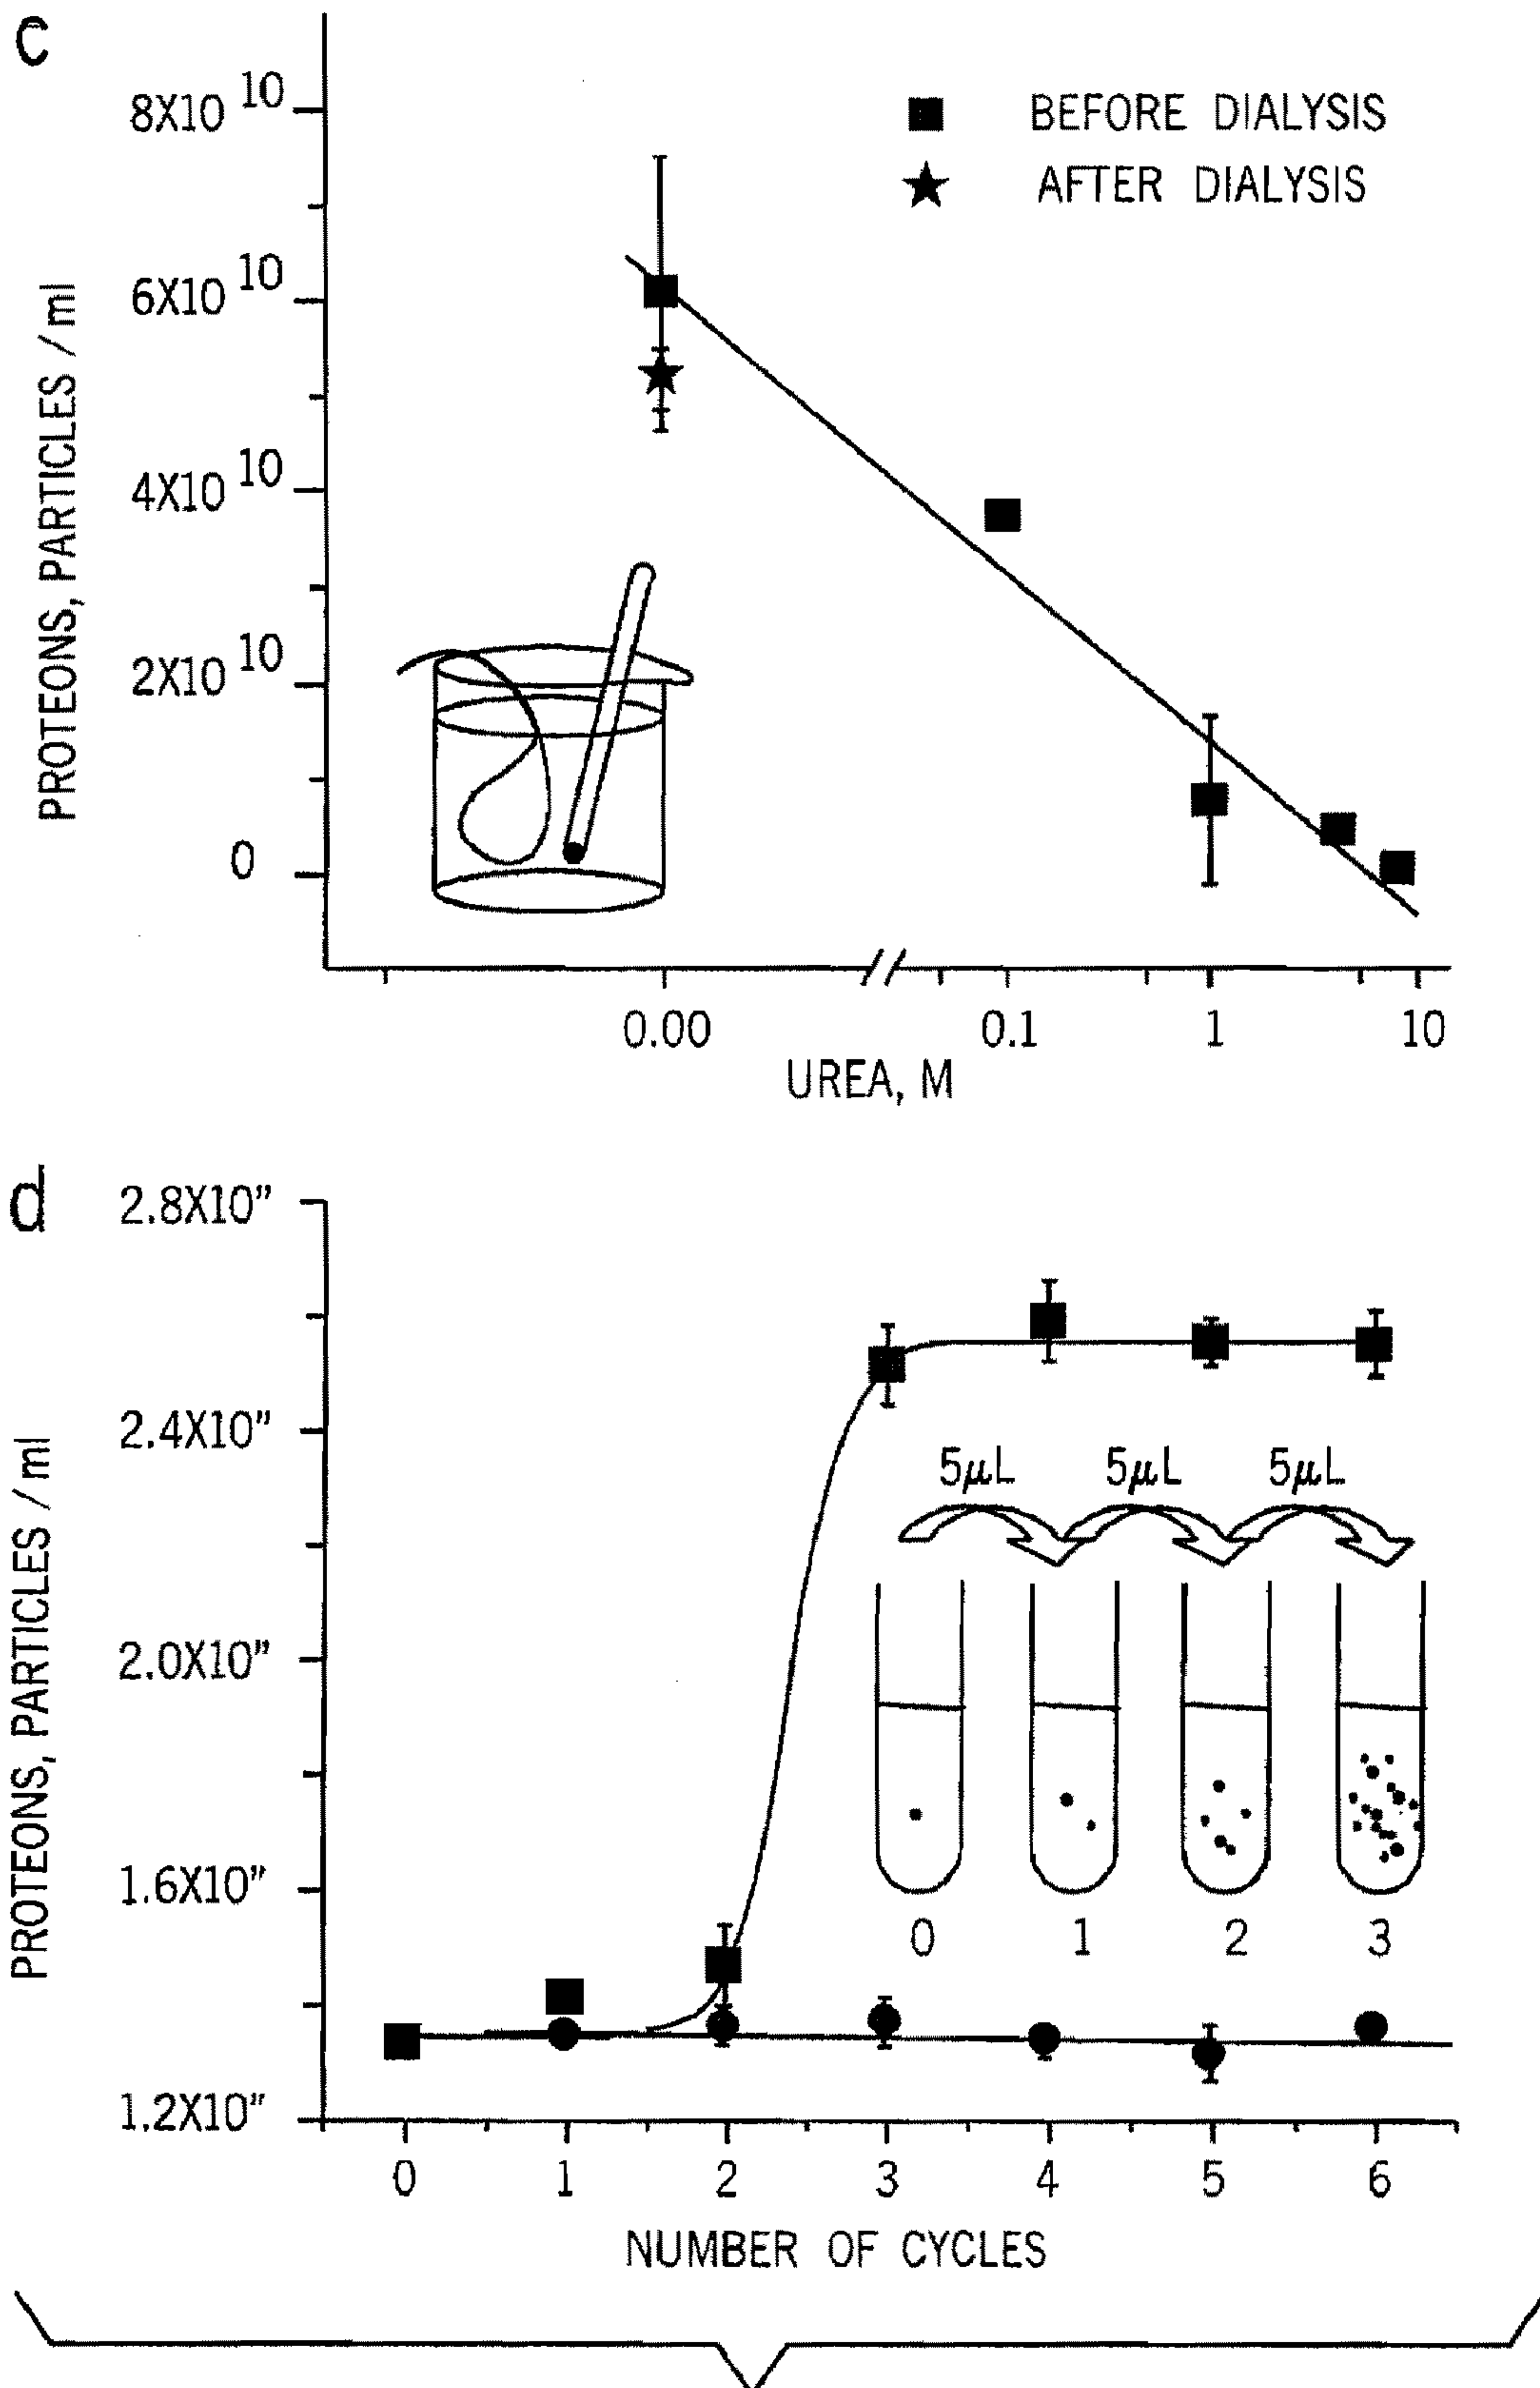 c
8X10 10
BEFORE DIALYSIS
AFTER DIALYSIS
6X10 10
4X10 10
2X10 10
0
PROTEONS, PARTICLES / ml
0.00 0.1 1 10
UREA, M
d
2.8X10”
2.4X10”
2.0X10”
1.6X10”
1.2X10”
PROTEONS, PARTICLES / ml
5μL 5μL 5μL
0 1 2 3
0 1 2 3 4 5 6
NUMBER OF CYCLES